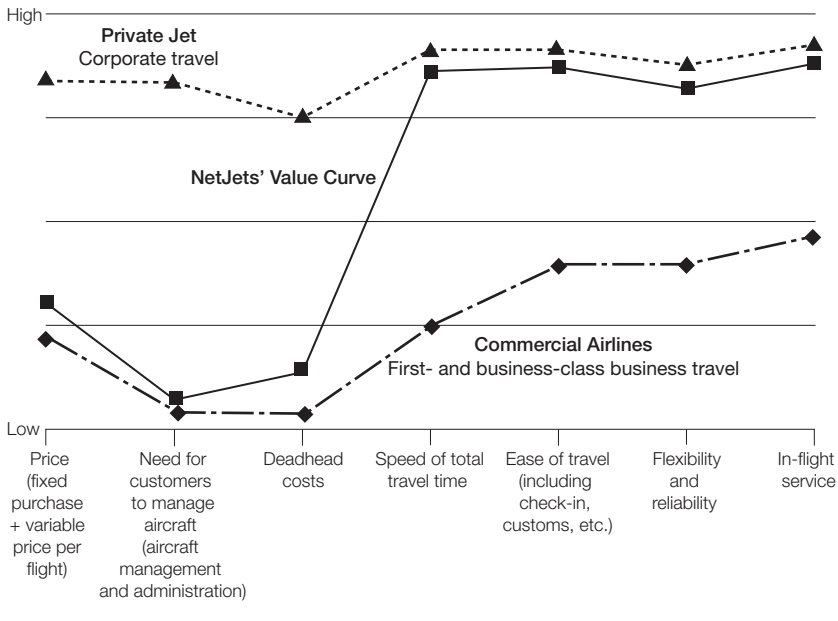 High
Private Jet
Corporate travel
NetJets’ Value Curve
Commercial Airlines
First- and business-class business travel
Low
Price
(fixed
purchase
+ variable
price per
flight)
Need for
customers
to manage
aircraft
(aircraft
management
and administration)
Deadhead
costs
Speed of total
travel time
Ease of travel
(including
check-in,
customs, etc.)
Flexibility
and
reliability
In-flight
service